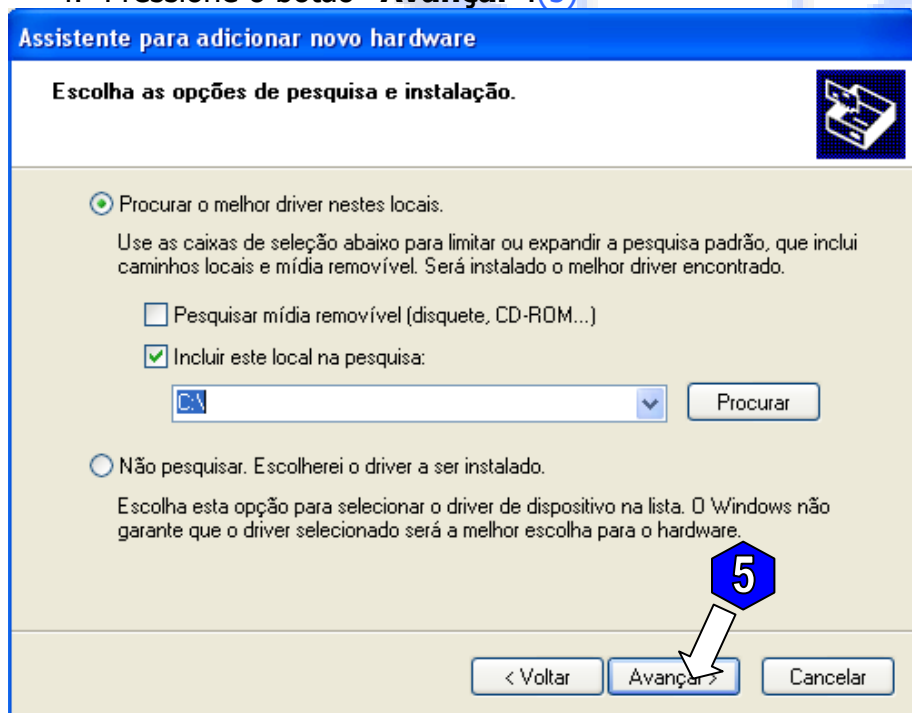 4. Pressione o botão "Avançar".(5)
Assistente para adicionar novo hardware
Escolha as opções de pesquisa e instalação.
Procurar o melhor driver nestes locais.
Use as caixas de seleção abaixo para limitar ou expandir a pesquisa padrão, que inclui
caminhos locais e mídia removível. Será instalado o melhor driver encontrado.
Pesquisar mídia removível (disquete, CD-ROM...)
Incluir este local na pesquisa:
C:\
Procurar
Não pesquisar. Escolherei o driver a ser instalado.
Escolha esta opção para selecionar o driver de dispositivo na lista. O Windows não
garante que o driver selecionado será a melhor escolha para o hardware.
5
< Voltar Avançar > Cancelar